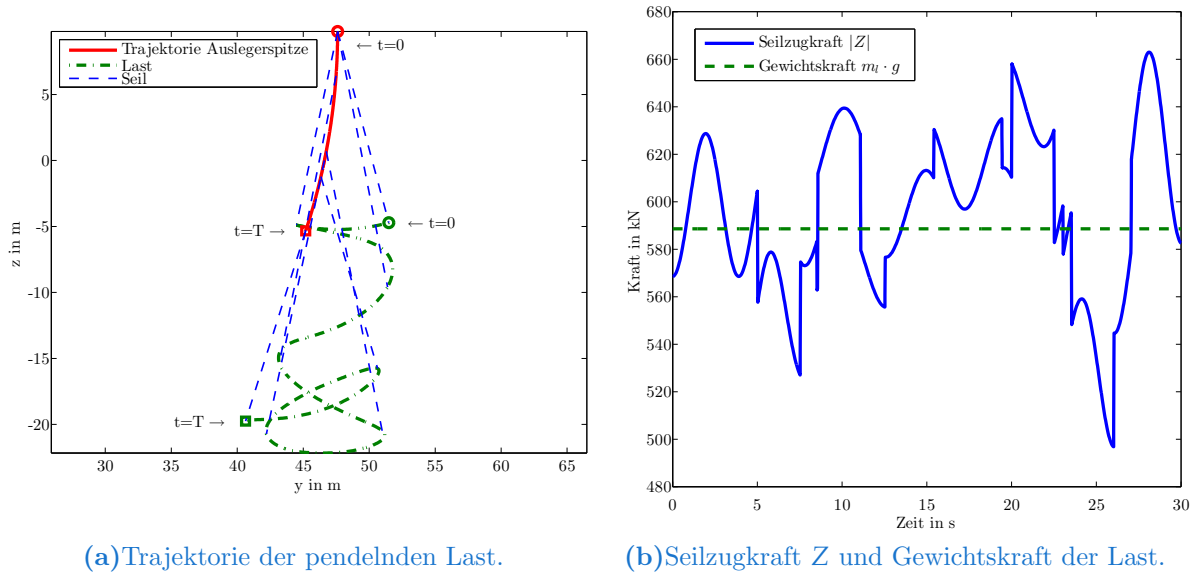 Trajektorie Auslegerspitze
Last
Seil
← t=0
← t=0
t=T →
t=T →
5
0
-5
-10
-15
-20
z in m
30 35 40 45 50 55 60 65
y in m
(a)Trajektorie der pendelnden Last.
Seilzugkraft |Z|
Gewichtskraft m_l · g
680
660
640
620
600
580
560
540
520
500
480
Kraft in kN
0 5 10 15 20 25 30
Zeit in s
(b)Seilzugkraft Z und Gewichtskraft der Last.